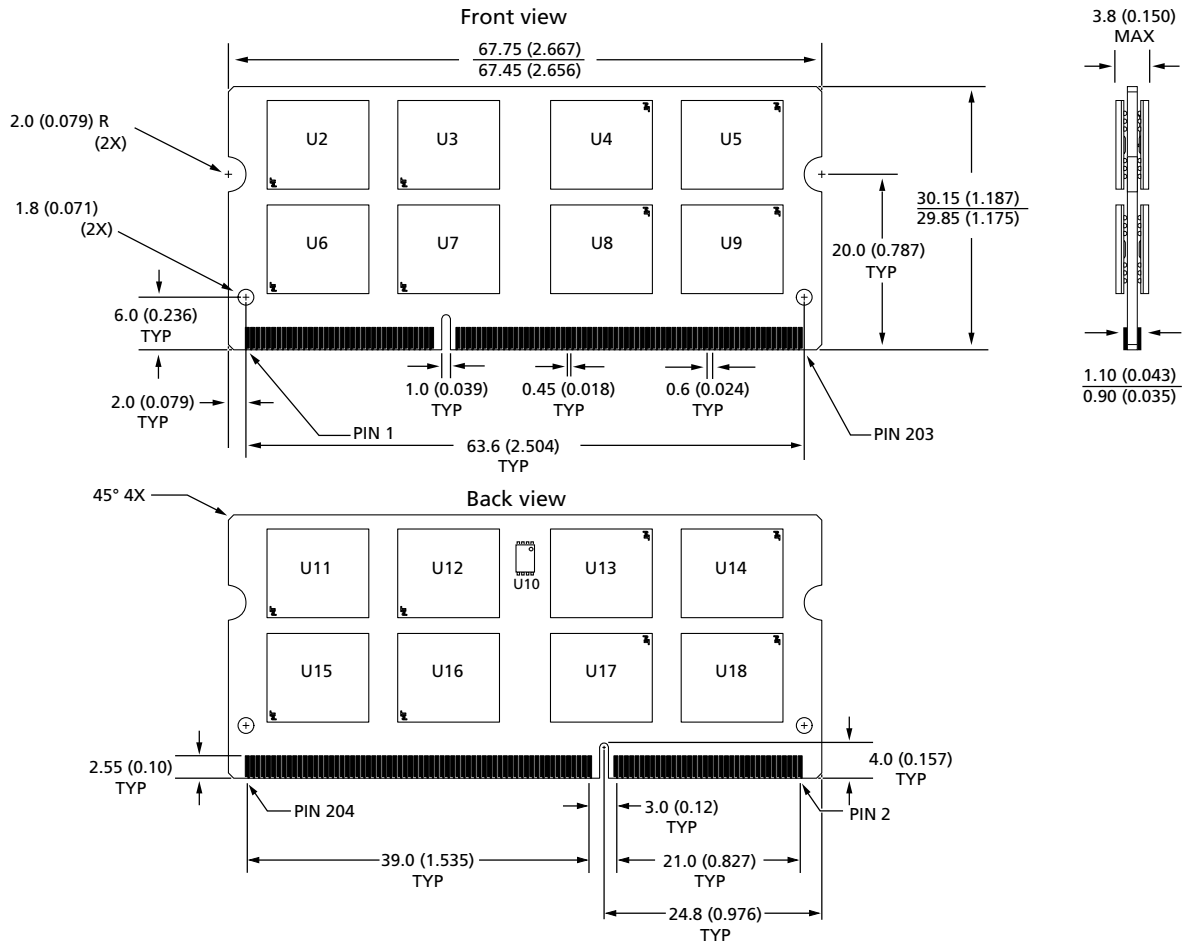 Front view
3.8 (0.150)
MAX
67.75 (2.667)
67.45 (2.656)
2.0 (0.079) R
(2X)
U2
U3
U4
U5
1.8 (0.071)
(2X)
30.15 (1.187)
29.85 (1.175)
U6
U7
U8
U9
20.0 (0.787)
TYP
6.0 (0.236)
TYP
1.0 (0.039)
TYP
0.45 (0.018)
TYP
0.6 (0.024)
TYP
1.10 (0.043)
0.90 (0.035)
2.0 (0.079)
TYP
PIN 1
PIN 203
63.6 (2.504)
TYP
45° 4X
Back view
U11
U12
U10
U13
U14
U15
U16
U17
U18
2.55 (0.10)
TYP
4.0 (0.157)
TYP
PIN 204
3.0 (0.12)
TYP
PIN 2
39.0 (1.535)
TYP
21.0 (0.827)
TYP
24.8 (0.976)
TYP